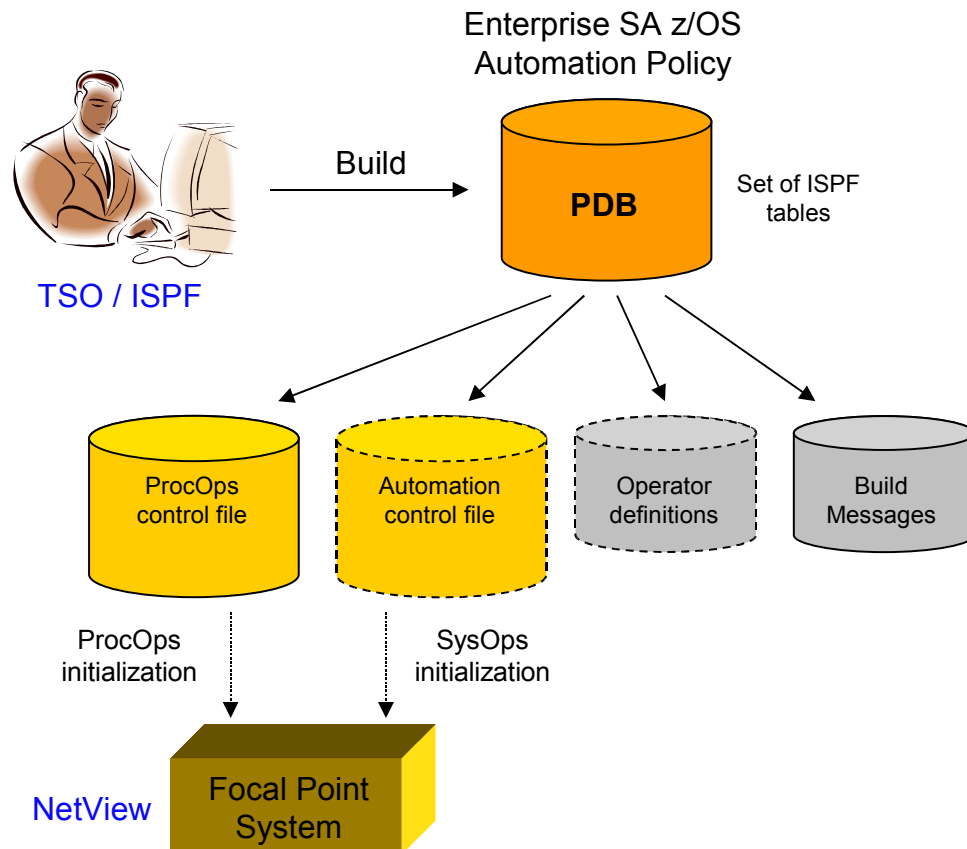 Enterprise SA z/OS
Automation Policy
Build
PDB
Set of ISPF
tables
TSO / ISPF
ProcOps
control file
Automation
control file
Operator
definitions
Build
Messages
ProcOps
initialization
SysOps
initialization
NetView
Focal Point
System